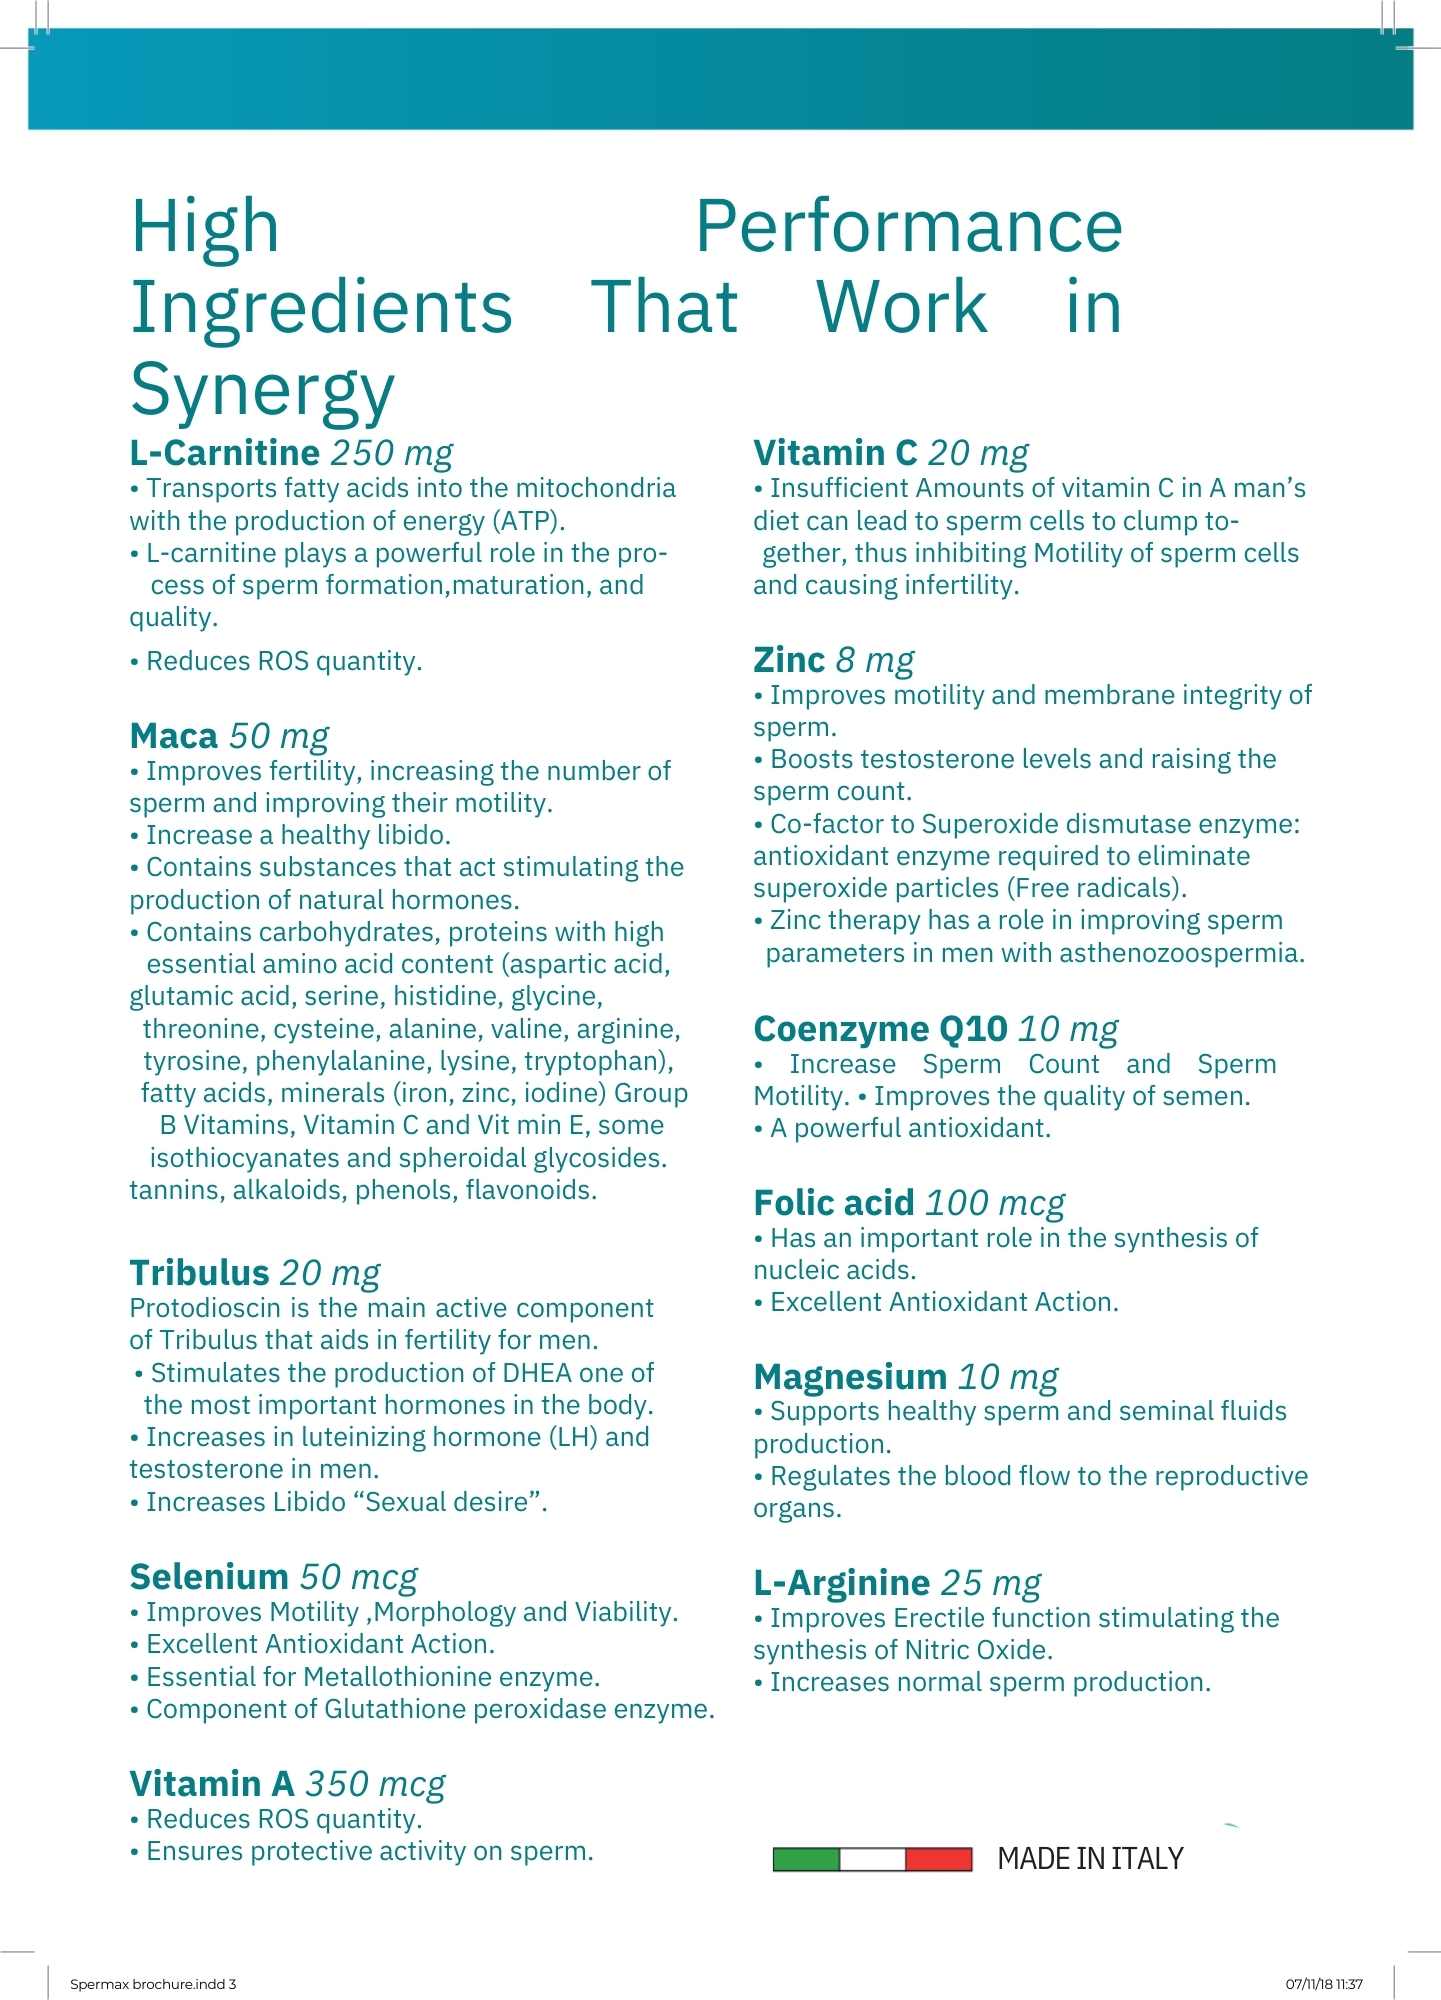 High Performance
Ingredients That Work in
Synergy
L-Carnitine 250 mg
• Transports fatty acids into the mitochondria
with the production of energy (ATP).
• L-carnitine plays a powerful role in the pro-
cess of sperm formation,maturation, and
quality.
• Reduces ROS quantity.
Maca 50 mg
• Improves fertility, increasing the number of
sperm and improving their motility.
• Increase a healthy libido.
• Contains substances that act stimulating the
production of natural hormones.
• Contains carbohydrates, proteins with high
essential amino acid content (aspartic acid,
glutamic acid, serine, histidine, glycine,
threonine, cysteine, alanine, valine, arginine,
tyrosine, phenylalanine, lysine, tryptophan),
fatty acids, minerals (iron, zinc, iodine) Group
B Vitamins, Vitamin C and Vit min E, some
isothiocyanates and spheroidal glycosides.
tannins, alkaloids, phenols, flavonoids.
Tribulus 20 mg
Protodioscin is the main active component
of Tribulus that aids in fertility for men.
• Stimulates the production of DHEA one of
the most important hormones in the body.
• Increases in luteinizing hormone (LH) and
testosterone in men.
• Increases Libido “Sexual desire”.
Selenium 50 mcg
• Improves Motility ,Morphology and Viability.
• Excellent Antioxidant Action.
• Essential for Metallothionine enzyme.
• Component of Glutathione peroxidase enzyme.
Vitamin A 350 mcg
• Reduces ROS quantity.
• Ensures protective activity on sperm.
Vitamin C 20 mg
• Insufficient Amounts of vitamin C in A man’s
diet can lead to sperm cells to clump to-
gether, thus inhibiting Motility of sperm cells
and causing infertility.
Zinc 8 mg
• Improves motility and membrane integrity of
sperm.
• Boosts testosterone levels and raising the
sperm count.
• Co-factor to Superoxide dismutase enzyme:
antioxidant enzyme required to eliminate
superoxide particles (Free radicals).
• Zinc therapy has a role in improving sperm
parameters in men with asthenozoospermia.
Coenzyme Q10 10 mg
• Increase Sperm Count and Sperm
Motility. • Improves the quality of semen.
• A powerful antioxidant.
Folic acid 100 mcg
• Has an important role in the synthesis of
nucleic acids.
• Excellent Antioxidant Action.
Magnesium 10 mg
• Supports healthy sperm and seminal fluids
production.
• Regulates the blood flow to the reproductive
organs.
L-Arginine 25 mg
• Improves Erectile function stimulating the
synthesis of Nitric Oxide.
• Increases normal sperm production.
MADE IN ITALY
Spermax brochure.indd 3
07/11/18 11:37